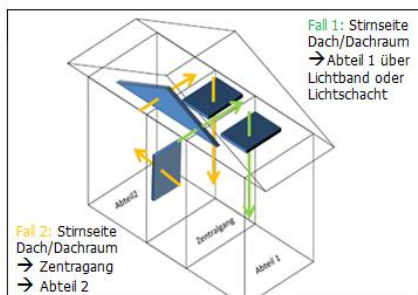 Fall 1: Stirnseite
Dach/Dachraum
→ Abteil 1 über
Lichtband oder
Lichtschacht
Abteil2
Zentralgang
Abteil 1
Fall 2: Stirnseite
Dach/Dachraum
→ Zentragang
→ Abteil 2